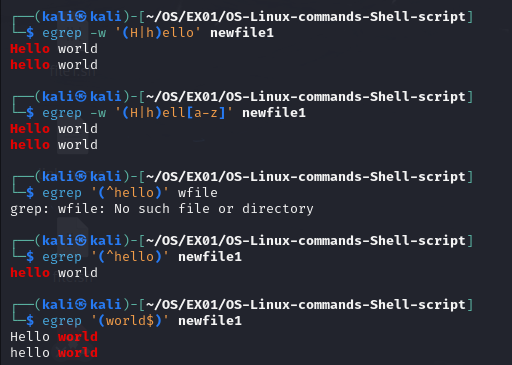 ┌──(kali㉿kali)-[~/OS/EX01/OS-Linux-commands-Shell-script]
└─$ egrep -w '(H|h)ello' newfile1
Hello world
hello world
┌──(kali㉿kali)-[~/OS/EX01/OS-Linux-commands-Shell-script]
└─$ egrep -w '(H|h)ell[a-z]' newfile1
Hello world
hello world
┌──(kali㉿kali)-[~/OS/EX01/OS-Linux-commands-Shell-script]
└─$ egrep '(^hello)' wfile
grep: wfile: No such file or directory
┌──(kali㉿kali)-[~/OS/EX01/OS-Linux-commands-Shell-script]
└─$ egrep '(^hello)' newfile1
hello world
┌──(kali㉿kali)-[~/OS/EX01/OS-Linux-commands-Shell-script]
└─$ egrep '(world$)' newfile1
Hello world
hello world